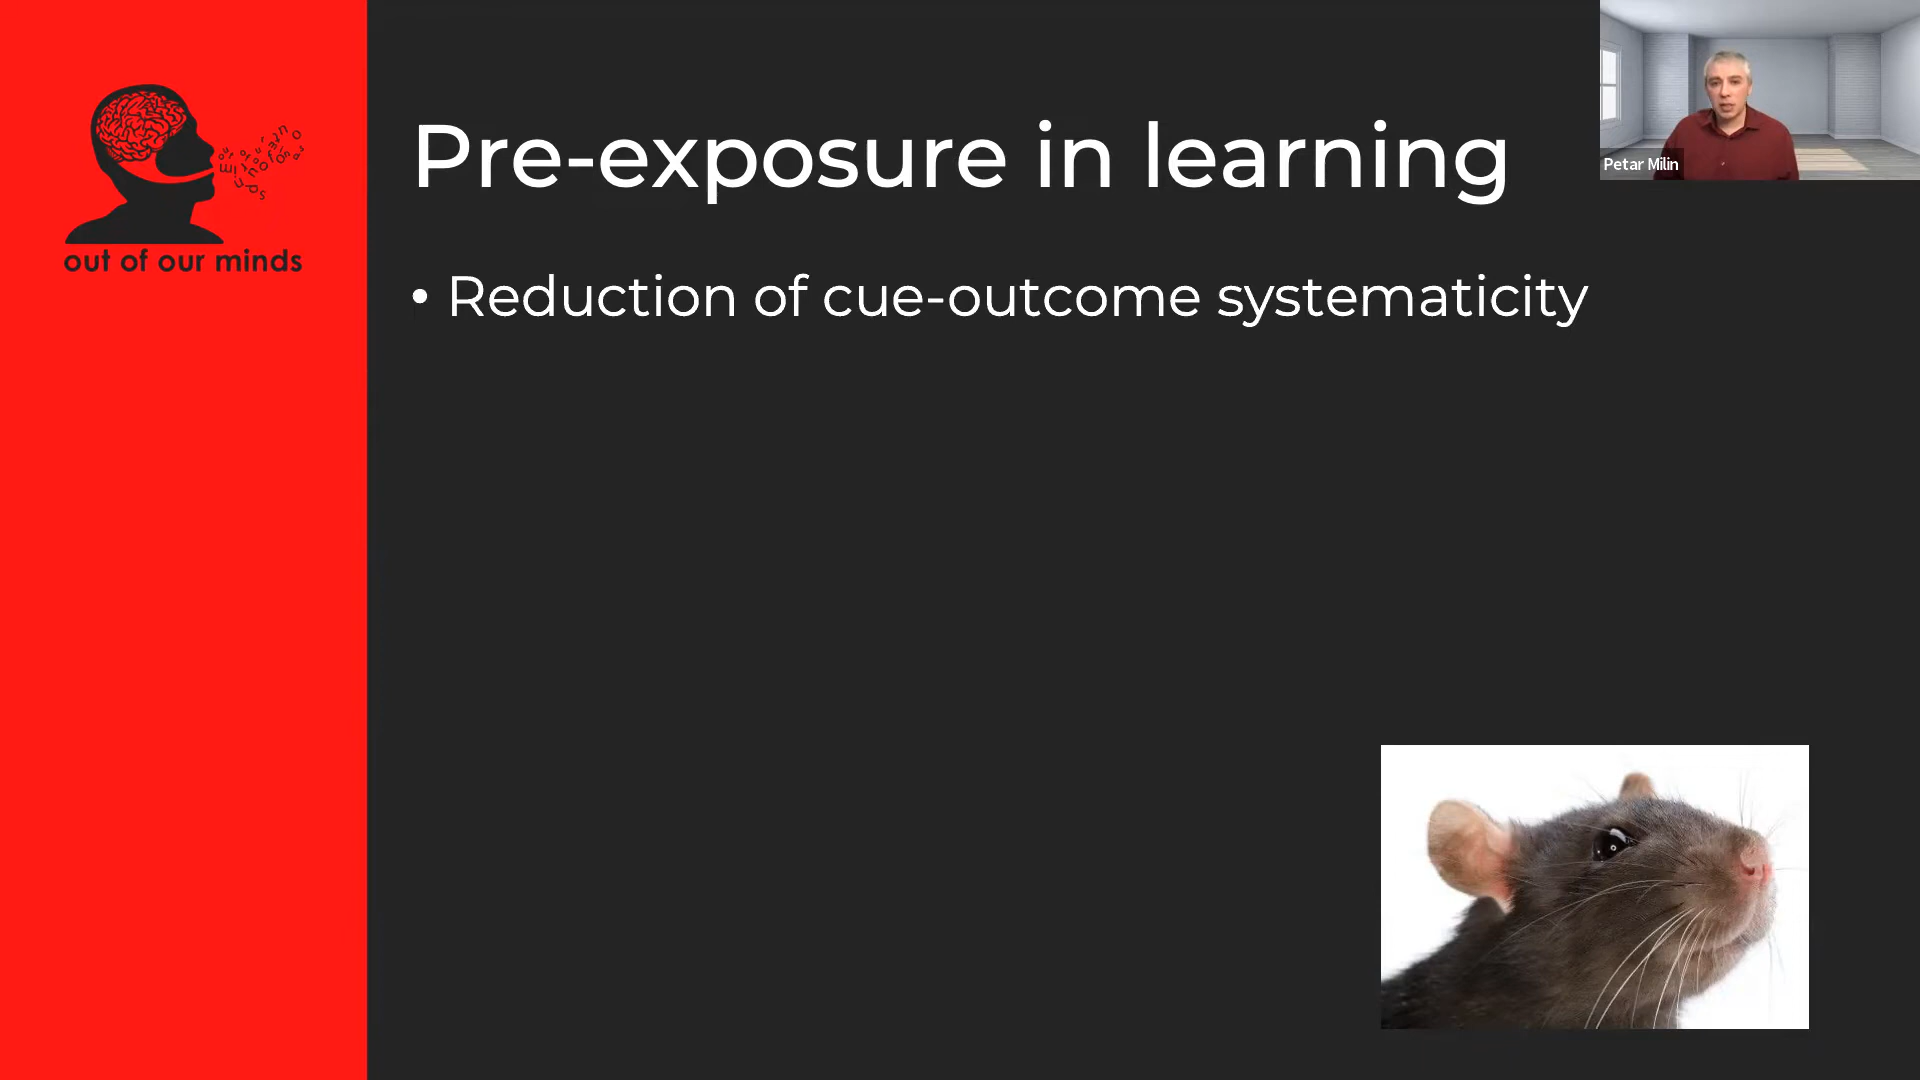 Pre-exposure in learning
Petar Milin
• Reduction of cue-outcome systematicity
out of our minds